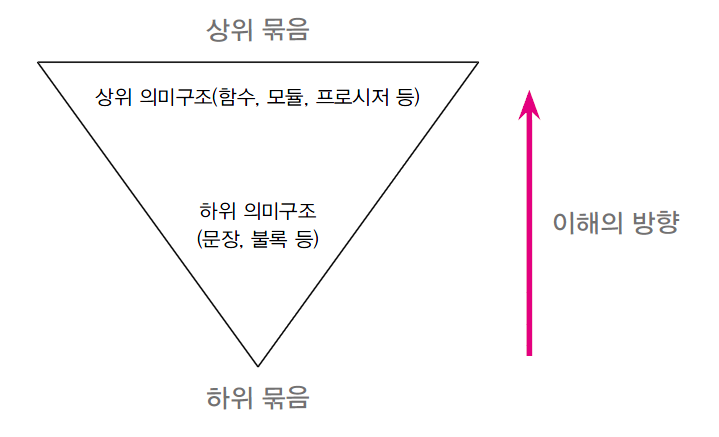 상위 묶음
상위 의미구조(함수, 모듈, 프로시저 등)
하위 의미구조
(문장, 불록 등)
이해의 방향
하위 묶음